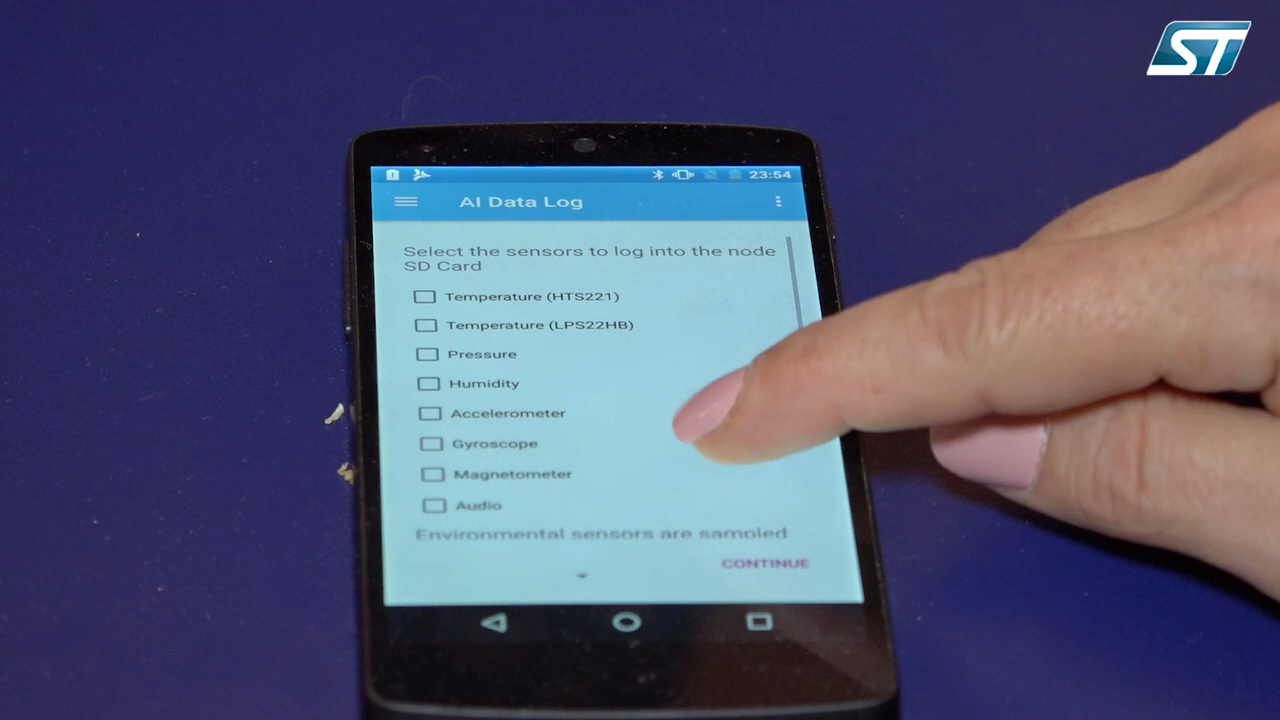 ST
23:54
AI Data Log
Select the sensors to log into the node
SD Card
Temperature (HTS221)
Temperature (LPS22HB)
Pressure
Humidity
Accelerometer
Gyroscope
Magnetometer
Audio
Environmental sensors are sampled
CONTINUE